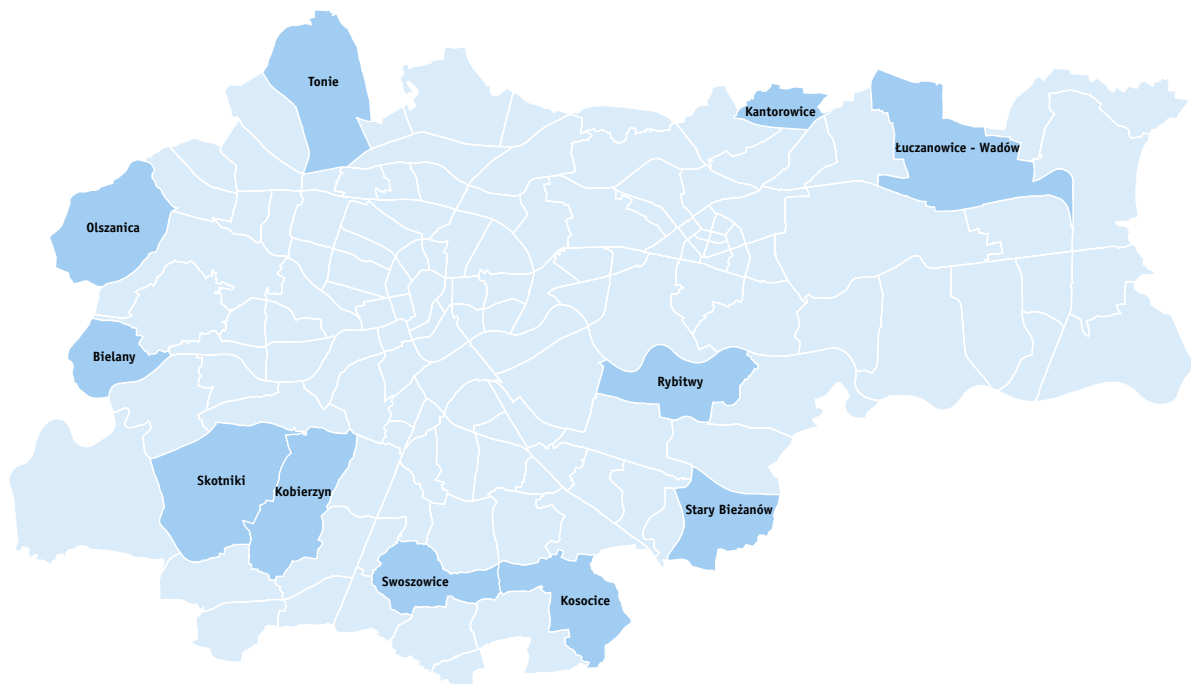 Tonie
Kantorowice
Łuczanowice - Wadów
Olszanica
Bielany
Rybitwy
Skotniki
Kobierzyn
Stary Bieżanów
Swoszowice
Kosocice